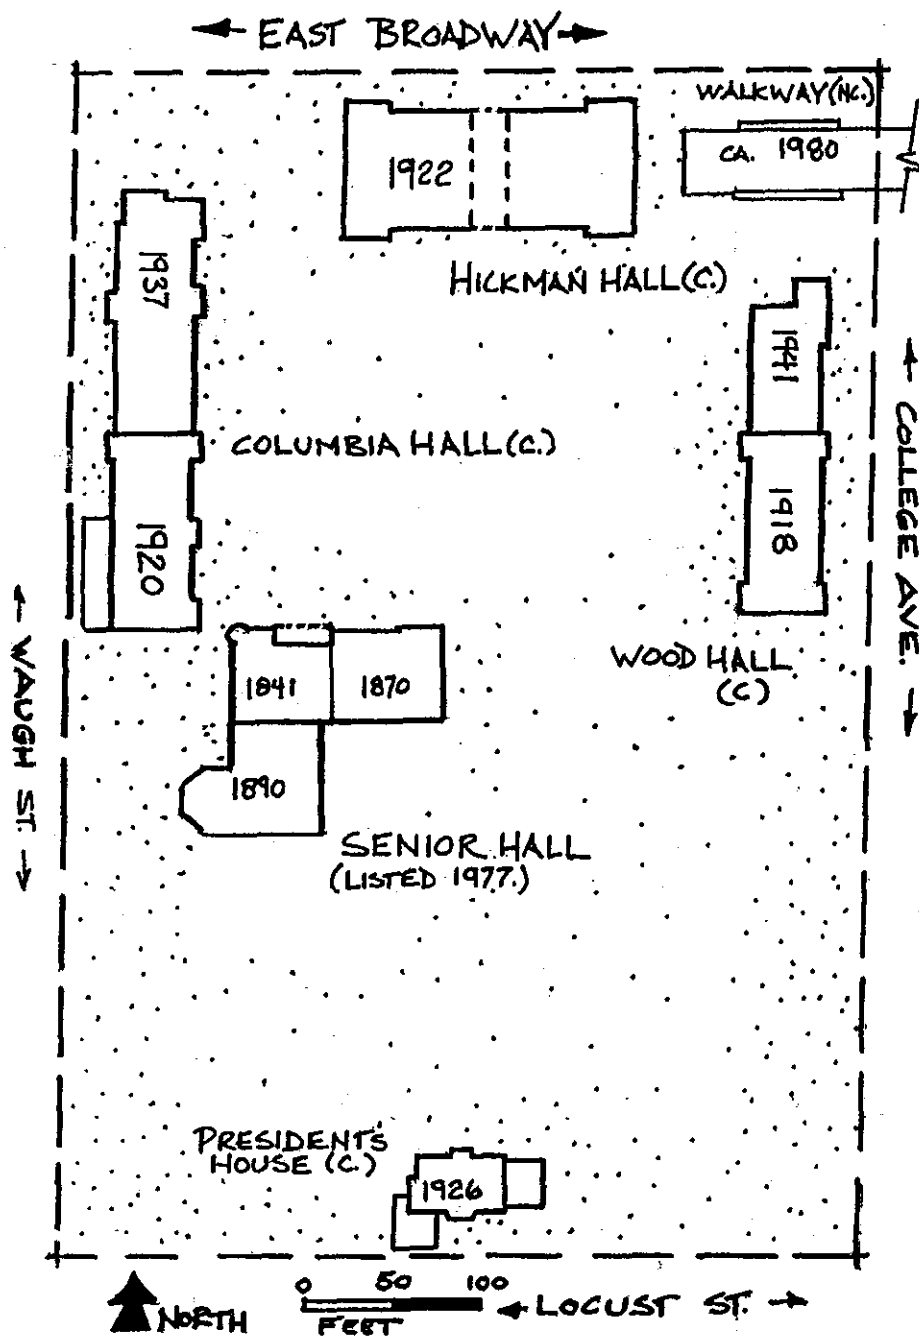 EAST BROADWAY
WALKWAY (NC.)
CA. 1980
1922
HICKMAN HALL (C.)
1937
1941
COLUMBIA HALL (C.)
COLLEGE AVE.
1920
1918
WAUGH ST.
WOOD HALL
(C)
1841
1870
1890
SENIOR HALL
(LISTED 1977.)
PRESIDENT'S
HOUSE (C.)
1926
NORTH
0 50 100
FEET
LOCUST ST.